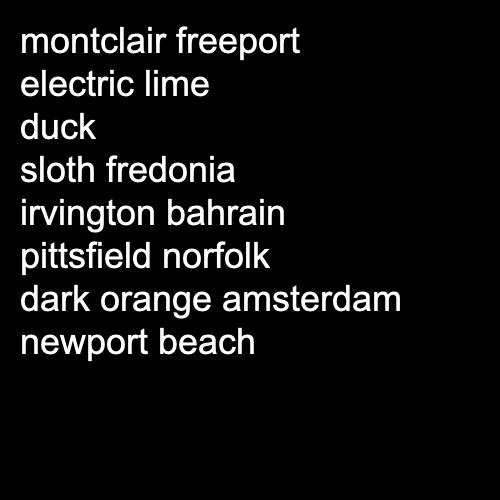 montclair freeport
electric lime
duck
sloth fredonia
irvington bahrain
pittsfield norfolk
dark orange amsterdam
newport beach